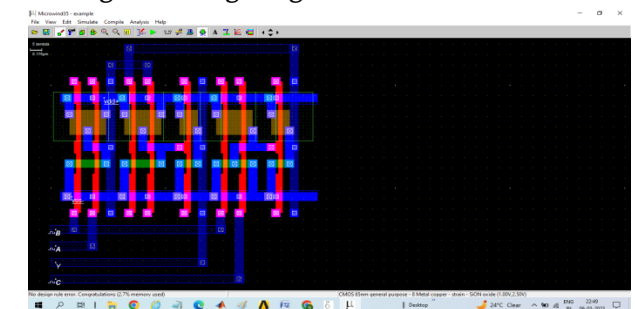 Microwind35 - example
File View Edit Simulate Compile Analysis Help
Vdd+
Vss-
B
A
Y
C
No design rule error. Congratulations (2.7% memory used)
CMOS 65nm general purpose - 8 Metal copper - strain - SiON oxide (1.00V,2.50V)
Desktop
24°C Clear
ENG
22:49